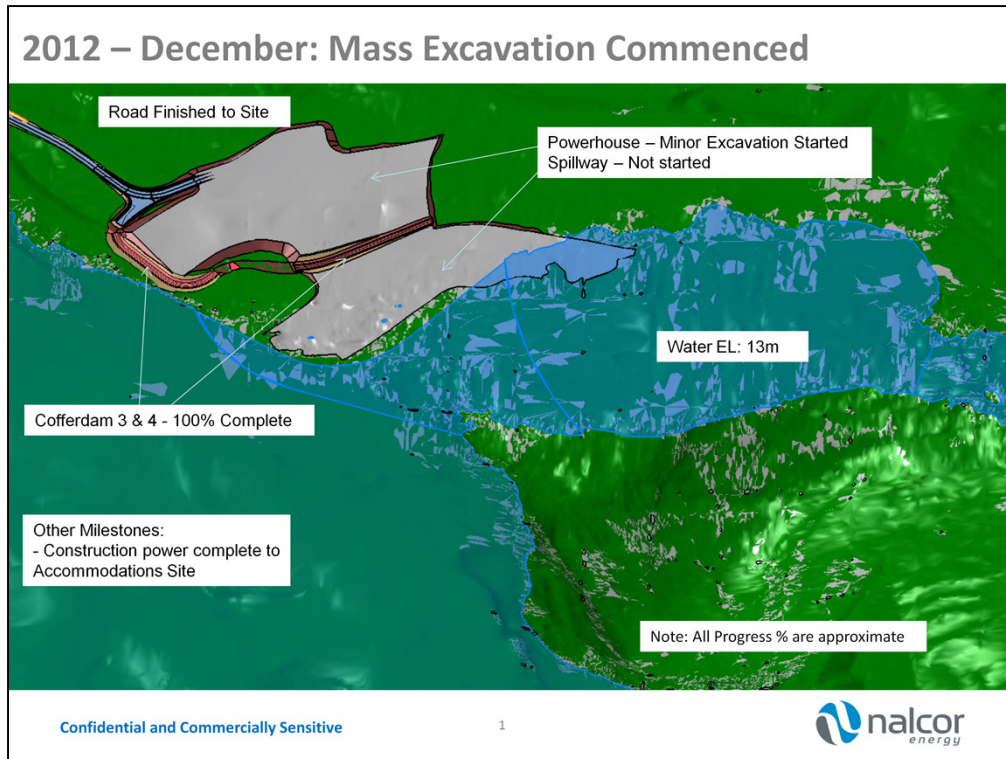 2012 – December: Mass Excavation Commenced
Road Finished to Site
Powerhouse – Minor Excavation Started
Spillway – Not started
Water EL: 13m
Cofferdam 3 & 4 - 100% Complete
Other Milestones:
- Construction power complete to
Accommodations Site
Note: All Progress % are approximate
Confidential and Commercially Sensitive
1
nalcor
energy